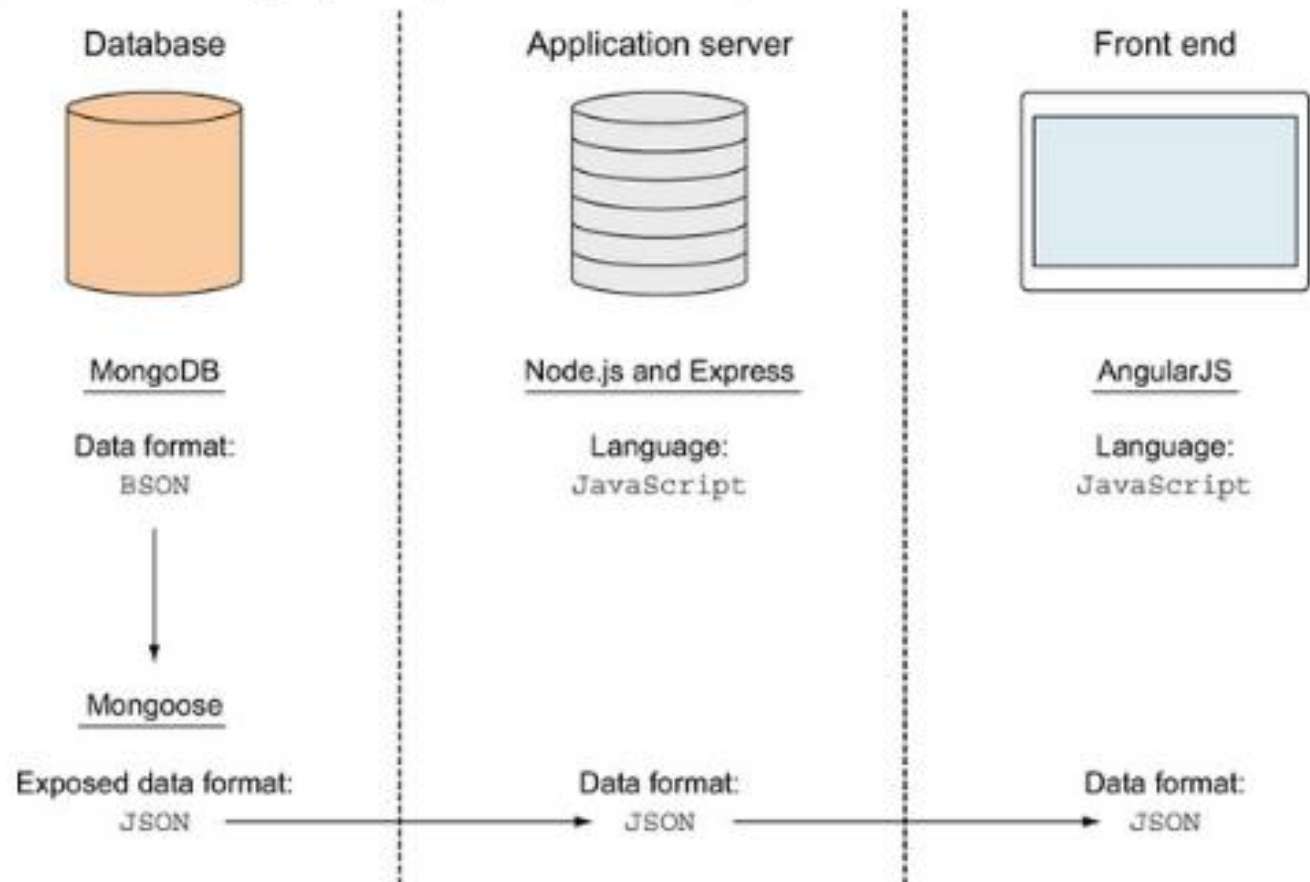 Database
Application server
Front end
MongoDB
Node.js and Express
AngularJS
Data format:
BSON
Language:
JavaScript
Language:
JavaScript
Mongoose
Exposed data format:
JSON
Data format:
JSON
Data format:
JSON